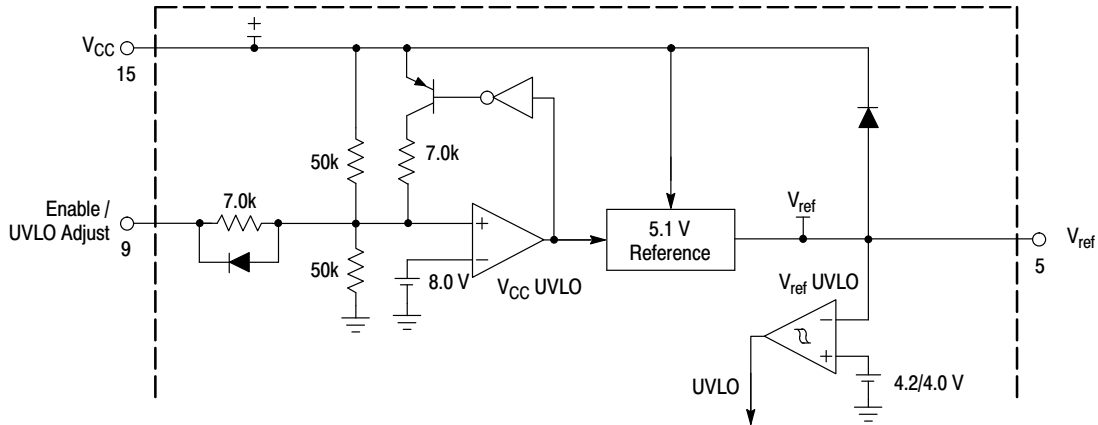 +
V_CC
15
50k
7.0k
Enable /
UVLO Adjust
9
7.0k
50k
+
–
8.0 V
V_CC UVLO
5.1 V
Reference
V_ref
V_ref
5
V_ref UVLO
–
+
4.2/4.0 V
UVLO